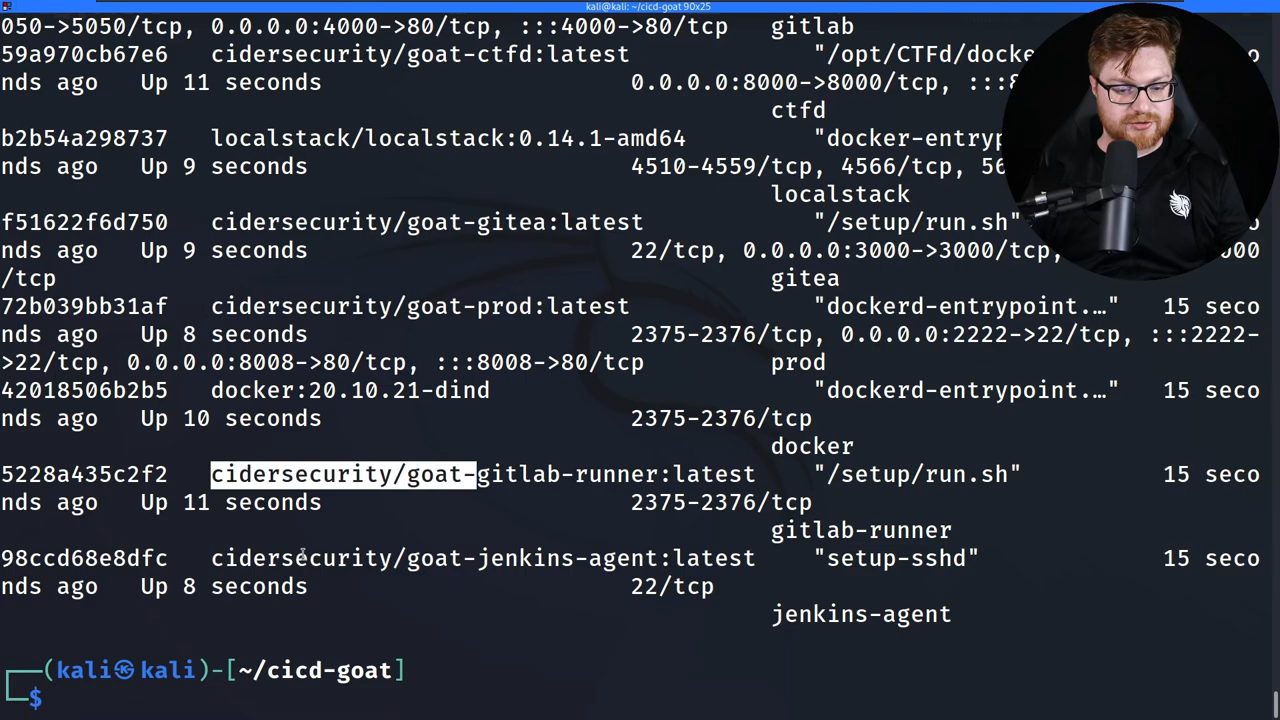 kali@kali: ~/cicd-goat 90x25
050->5050/tcp, 0.0.0.0:4000->80/tcp, :::4000->80/tcp   gitlab
59a970cb67e6   cidersecurity/goat-ctfd:latest   "/opt/CTFd/docke
nds ago   Up 11 seconds   0.0.0.0:8000->8000/tcp, :::8
ctfd
b2b54a298737   localstack/localstack:0.14.1-amd64   "docker-entrypoint
nds ago   Up 9 seconds   4510-4559/tcp, 4566/tcp, 56
localstack
f51622f6d750   cidersecurity/goat-gitea:latest   "/setup/run.sh"
nds ago   Up 9 seconds   22/tcp, 0.0.0.0:3000->3000/tcp, 000
/tcp   gitea
72b039bb31af   cidersecurity/goat-prod:latest   "dockerd-entrypoint.…"   15 seco
nds ago   Up 8 seconds   2375-2376/tcp, 0.0.0.0:2222->22/tcp, :::2222-
>22/tcp, 0.0.0.0:8008->80/tcp, :::8008->80/tcp   prod
42018506b2b5   docker:20.10.21-dind   "dockerd-entrypoint.…"   15 seco
nds ago   Up 10 seconds   2375-2376/tcp
docker
5228a435c2f2   cidersecurity/goat-gitlab-runner:latest   "/setup/run.sh"   15 seco
nds ago   Up 11 seconds   2375-2376/tcp
gitlab-runner
98ccd68e8dfc   cidersecurity/goat-jenkins-agent:latest   "setup-sshd"   15 seco
nds ago   Up 8 seconds   22/tcp
jenkins-agent
┌──(kali㉿kali)-[~/cicd-goat]
└─$